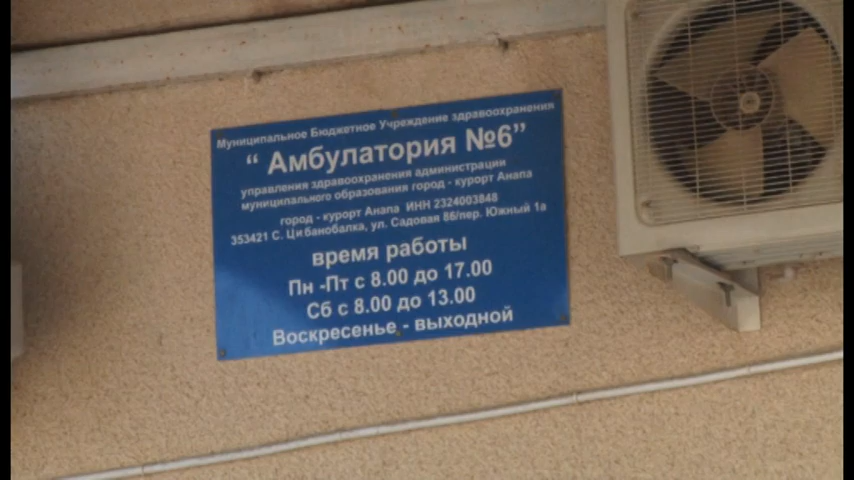 Муниципальное Бюджетное Учреждение здравоохранения
“ Амбулатория №6”
управления здравоохранения администрации
муниципального образования город - курорт Анапа
город - курорт Анапа ИНН 2324003848
353421 С. Цибанобалка, ул. Садовая 86/пер. Южный 1а
время работы
Пн -Пт с 8.00 до 17.00
Сб с 8.00 до 13.00
Воскресенье - выходной